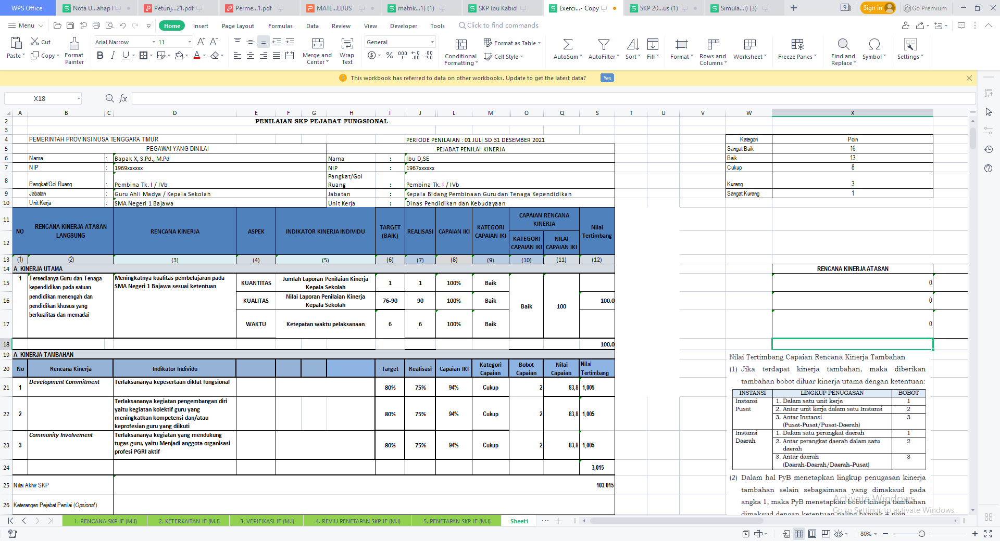 WPS Office
Nota U...ahap I
Petunj...21.pdf
Perme...1.pdf
MATE...LDUS
matrik...1) (1)
SKP Ibu Kabid
Exerci...- Copy
SKP 20...us (1)
Simula...i) (3)
9
Sign in
Go Premium
Menu
Home
Insert
Page Layout
Formulas
Data
Review
View
Developer
Tools
Click to find commands
Paste
Cut
Copy
Format Painter
Arial Narrow
11
Merge and Center
Wrap Text
General
Conditional Formatting
Format as Table
Cell Style
AutoSum
AutoFilter
Sort
Fill
Format
Rows and Columns
Worksheet
Freeze Panes
Find and Replace
Symbol
Settings
This workbook has referred to data on other workbooks. Update to get the latest data?
Yes
X18
fx
A B C D E F G H I J L M O Q S T U V W X
2 PENILAIAN SKP PEJABAT FUNGSIONAL
3
4 PEMERINTAH PROVINSI NUSA TENGGARA TIMUR PERIODE PENILAIAN : 01 JULI SD 31 DESEMBER 2021 Kategori Poin
5 PEGAWAI YANG DINILAI PEJABAT PENILAI KINERJA Sangat Baik 16
6 Nama : Bapak X, S.Pd., M.Pd Nama : Ibu D,SE Baik 13
7 NIP : 1969xxxxxx NIP : 1967xxxxxx Cukup 8
8 Pangkat/Gol Ruang : Pembina Tk. I / IVb Pangkat/Gol Ruang : Pembina Tk. I / IVb Kurang 3
9 Jabatan : Guru Ahli Madya / Kepala Sekolah Jabatan : Kepala Bidang Pembinaan Guru dan Tenaga Kependidikan Sangat Kurang 1
10 Unit Kerja : SMA Negeri 1 Bajawa Unit Kerja : Dinas Pendidikan dan Kebudayaan
11
12
NO
RENCANA KINERJA ATASAN LANGSUNG
RENCANA KINERJA
ASPEK
INDIKATOR KINERJA INDIVIDU
TARGET (BAIK)
REALISASI
CAPAIAN IKI
KATEGORI CAPAIAN IKI
CAPAIAN RENCANA KINERJA
KATEGORI CAPAIAN IKI
NILAI CAPAIAN IKI
Nilai Tertimbang
13 (1) (2) (3) (4) (5) (6) (7) (8) (9) (10) (11) (12)
14 A. KINERJA UTAMA
RENCANA KINERJA ATASAN
1
Tersedianya Guru dan Tenaga
kependidikan pada satuan
pendidikan menengah dan
pendidikan khusus yang
berkualitas dan memadai
Meningkatnya kualitas pembelajaran pada
SMA Negeri 1 Bajawa sesuai ketentuan
15 KUANTITAS Jumlah Laporan Penilaian Kinerja Kepala Sekolah 1 1 100% Baik 0
16 KUALITAS Nilai Laporan Penilaian Kinerja Kepala Sekolah 76-90 90 100% Baik 100,0 0
Baik 100
17 WAKTU Ketepatan waktu pelaksanaan 6 6 100% Baik 0
18 100,0
19 A. KINERJA TAMBAHAN
20 No Rencana Kinerja Indikator Individu Target Realisasi Capaian IKI Kategori Capaian Bobot Capaian Nilai Capaian Nilai Tertimbang
21 1 Development Commitment Terlaksananya kepesertaan diklat fungsional 80% 75% 94% Cukup 2 83,8 1,005
22 2 Terlaksananya kegiatan pengembangan diri
yaitu kegiatan kolektif guru yang
meningkatkan kompetensi dan/atau
keprofesian guru yang diikuti 80% 75% 94% Cukup 2 83,8 1,005
23 3 Community Involvement Terlaksananya kegiatan yang mendukung
tugas guru, yaitu Menjadi anggota organisasi
profesi PGRI aktif 80% 75% 94% Cukup 2 83,8 1,005
24 3,015
25 Nilai Akhir SKP 103.015
26 Keterangan Pejabat Penilai (Opsional)
Nilai Tertimbang Capaian Rencana Kinerja Tambahan
(1) Jika terdapat kinerja tambahan, maka diberikan
tambahan bobot diluar kinerja utama dengan ketentuan:
INSTANSI LINGKUP PENUGASAN BOBOT
Instansi Pusat
1. Dalam satu unit kerja 1
2. Antar unit kerja dalam satu Instansi 2
3. Antar Instansi 3
(Pusat-Pusat/Pusat-Daerah)
Instansi Daerah
1. Dalam satu perangkat daerah 1
2. Antar perangkat daerah dalam satu daerah 2
3. Antar daerah 3
(Daerah-Daerah/Daerah–Pusat)
(2) Dalam hal PyB menetapkan lingkup penugasan kinerja
tambahan selain sebagaimana yang dimaksud pada
angka 1, maka PyB menetapkan bobot kinerja tambahan
dimaksud dengan ketentuan paling banyak 4 poin
Activate Windows
Go to Settings to activate Windows.
1. RENCANA SKP JF (M.I)
2. KETERKAITAN JF (M.I)
3. VERIFIKASI JF (M.I)
4. REVIU PENETAPAN SKP JF (M.I)
5. PENETAPAN SKP JF (M.I)
Sheet1
80%